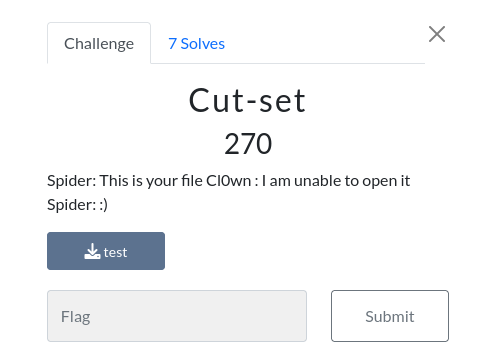 Challenge
7 Solves
Cut-set
270
Spider: This is your file Cl0wn : I am unable to open it
Spider: :)
test
Flag
Submit